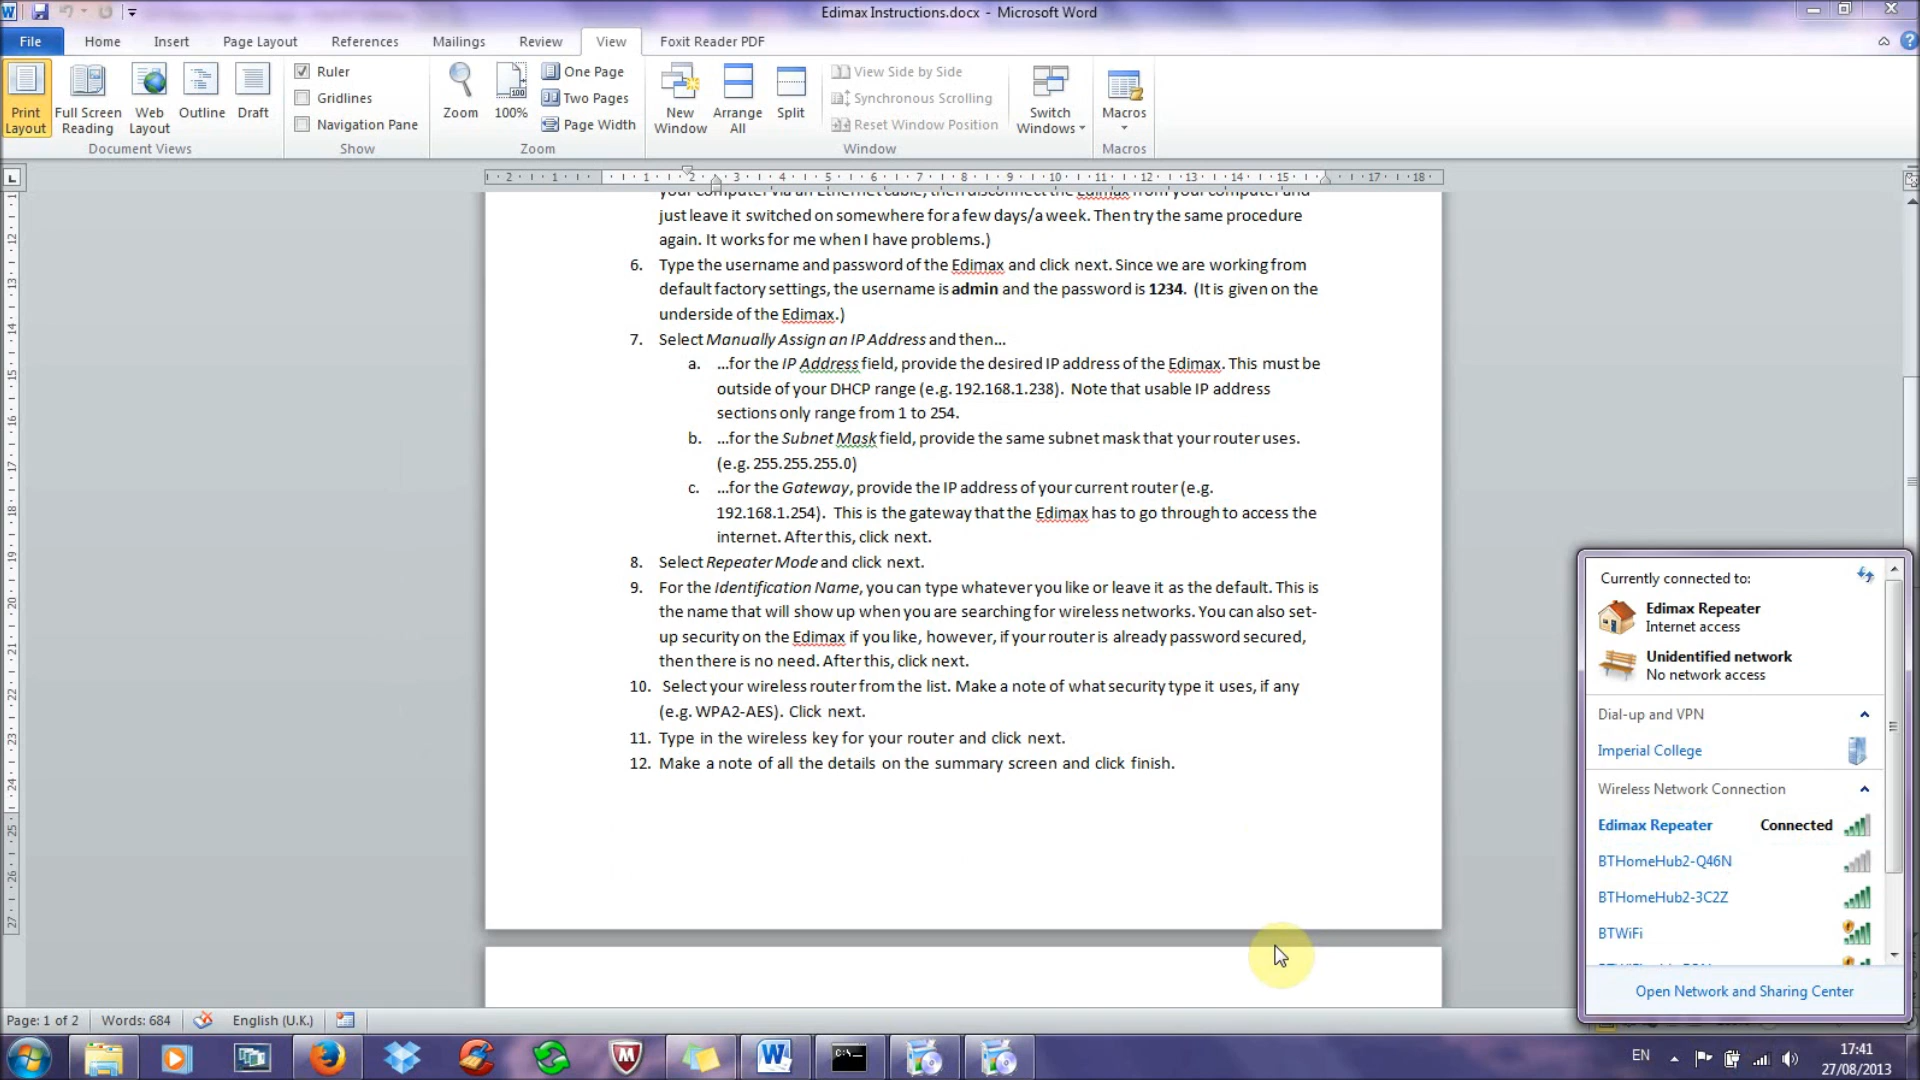 Edimax Instructions.docx - Microsoft Word
File Home Insert Page Layout References Mailings Review View Foxit Reader PDF
Print Layout
Full Screen Reading
Web Layout
Outline
Draft
Document Views
Ruler
Gridlines
Navigation Pane
Show
Zoom
100%
One Page
Two Pages
Page Width
Zoom
New Window
Arrange All
Split
View Side by Side
Synchronous Scrolling
Reset Window Position
Window
Switch Windows
Macros
Macros
your computer via an Ethernet cable, then disconnect the Edimax from your computer and
just leave it switched on somewhere for a few days/a week. Then try the same procedure
again. It works for me when I have problems.)
6. Type the username and password of the Edimax and click next. Since we are working from
default factory settings, the username is admin and the password is 1234. (It is given on the
underside of the Edimax.)
7. Select Manually Assign an IP Address and then…
a. …for the IP Address field, provide the desired IP address of the Edimax. This must be
outside of your DHCP range (e.g. 192.168.1.238). Note that usable IP address
sections only range from 1 to 254.
b. …for the Subnet Mask field, provide the same subnet mask that your router uses.
(e.g. 255.255.255.0)
c. …for the Gateway, provide the IP address of your current router (e.g.
192.168.1.254). This is the gateway that the Edimax has to go through to access the
internet. After this, click next.
8. Select Repeater Mode and click next.
9. For the Identification Name, you can type whatever you like or leave it as the default. This is
the name that will show up when you are searching for wireless networks. You can also set-
up security on the Edimax if you like, however, if your router is already password secured,
then there is no need. After this, click next.
10. Select your wireless router from the list. Make a note of what security type it uses, if any
(e.g. WPA2-AES). Click next.
11. Type in the wireless key for your router and click next.
12. Make a note of all the details on the summary screen and click finish.
Currently connected to:
Edimax Repeater
Internet access
Unidentified network
No network access
Dial-up and VPN
Imperial College
Wireless Network Connection
Edimax Repeater Connected
BTHomeHub2-Q46N
BTHomeHub2-3C2Z
BTWiFi
Open Network and Sharing Center
Page: 1 of 2 Words: 684 English (U.K.)
EN 17:41
27/08/2013